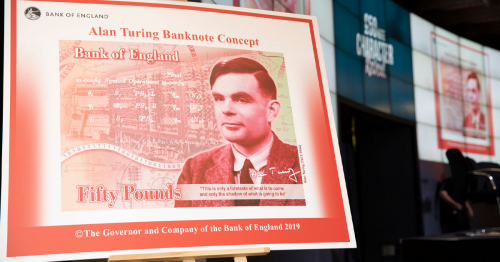 BANK OF ENGLAND
Alan Turing Banknote Concept
Bank of England
Fifty Pounds
"This is only a foretaste of what is to come
and only the shadow of what is going to be"
©The Governor and Company of the Bank of England 2019
£50
CHARACTER